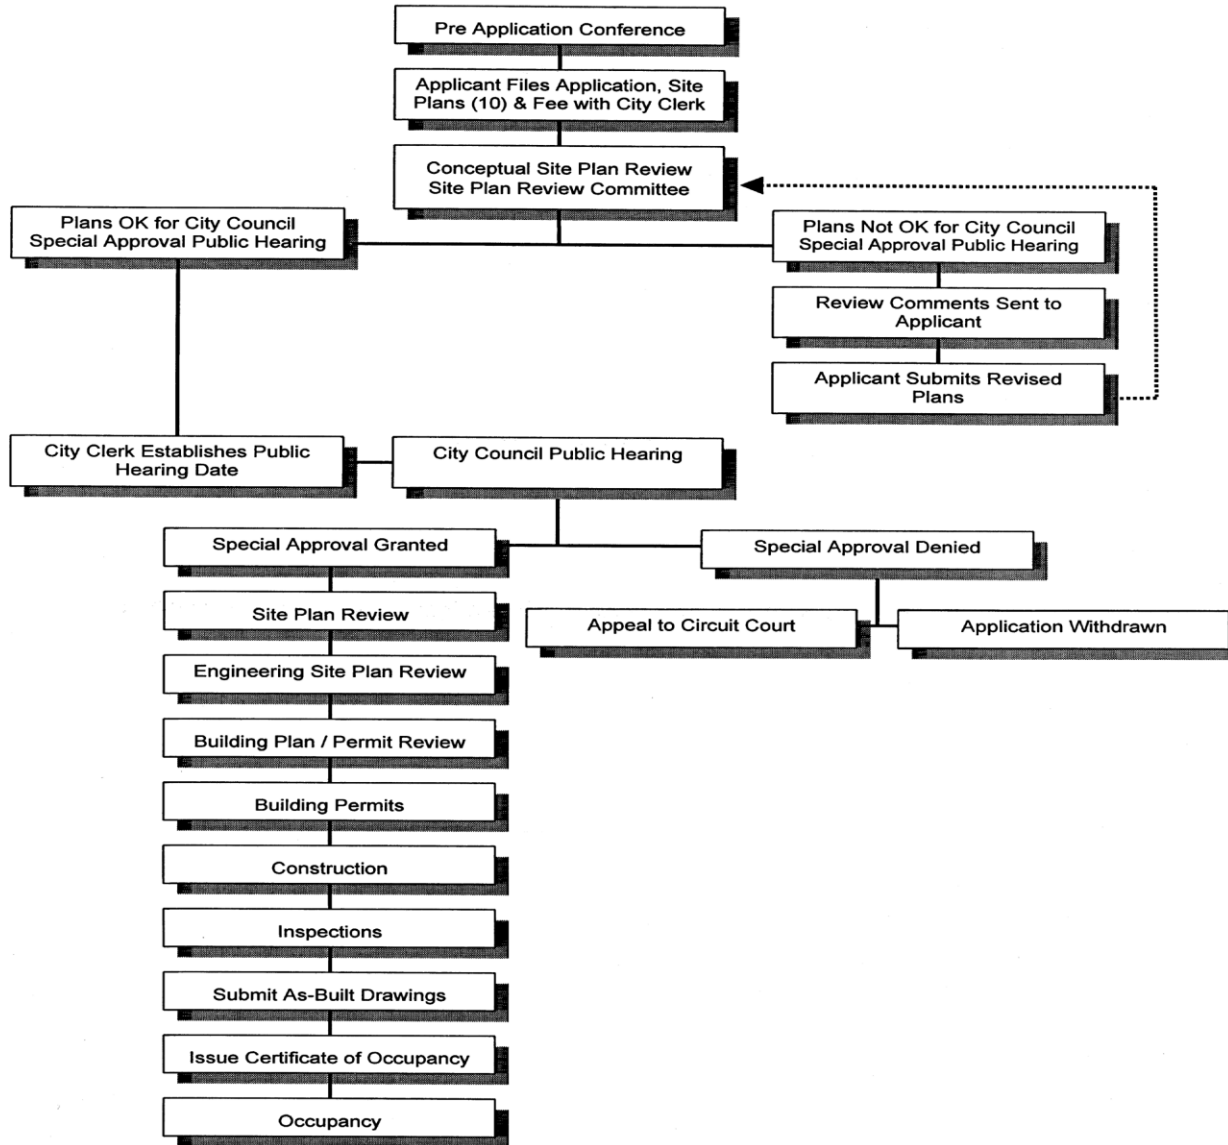 Pre Application Conference
Applicant Files Application, Site
Plans (10) & Fee with City Clerk
Conceptual Site Plan Review
Site Plan Review Committee
Plans OK for City Council
Special Approval Public Hearing
Plans Not OK for City Council
Special Approval Public Hearing
Review Comments Sent to
Applicant
Applicant Submits Revised
Plans
City Clerk Establishes Public
Hearing Date
City Council Public Hearing
Special Approval Granted
Special Approval Denied
Site Plan Review
Appeal to Circuit Court
Application Withdrawn
Engineering Site Plan Review
Building Plan / Permit Review
Building Permits
Construction
Inspections
Submit As-Built Drawings
Issue Certificate of Occupancy
Occupancy